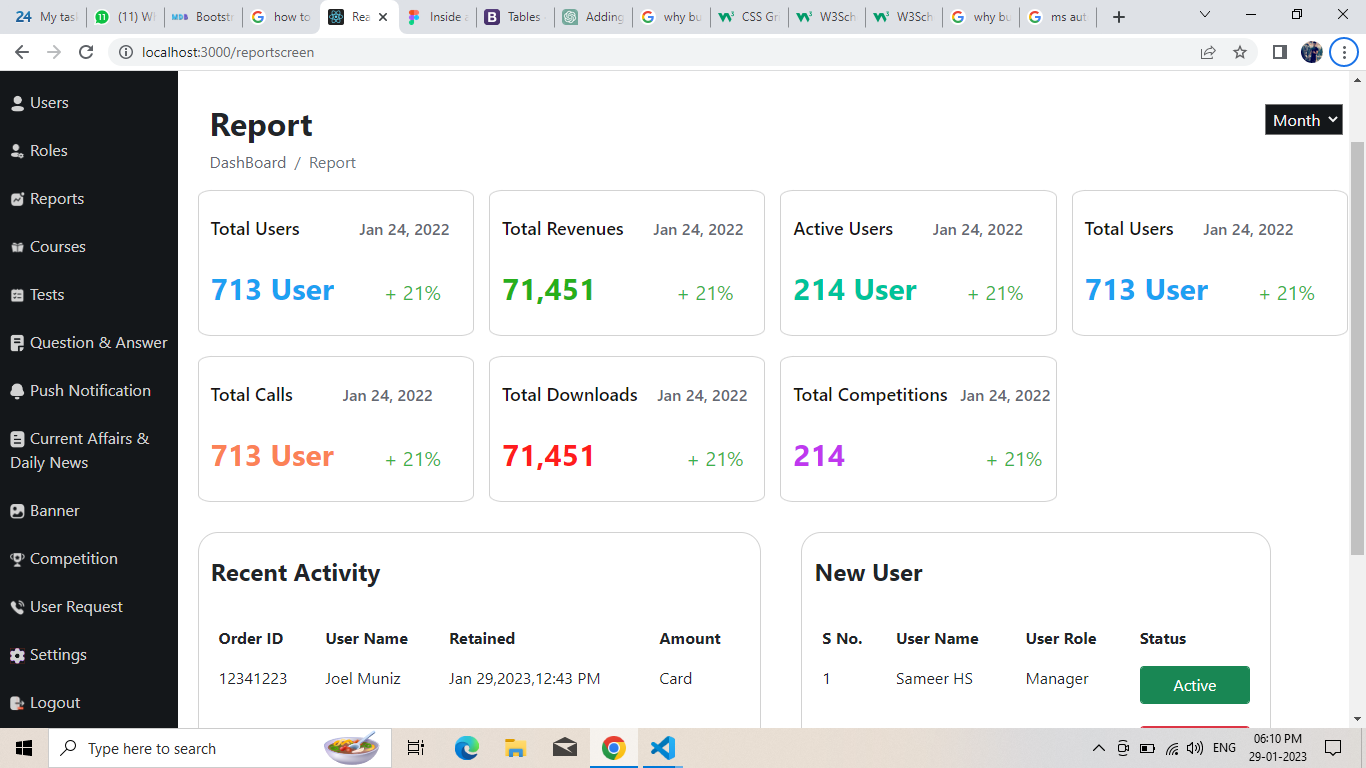 24 My task
(11) W
MDB Bootstr
how to
Rea
Inside a
Tables
Adding
why bu
CSS Gri
W3Sch
W3Sch
why bu
ms aut
localhost:3000/reportscreen
Users
Roles
Reports
Courses
Tests
Question & Answer
Push Notification
Current Affairs &
Daily News
Banner
Competition
User Request
Settings
Logout
Report
Month
DashBoard / Report
Total Users Jan 24, 2022
713 User + 21%
Total Revenues Jan 24, 2022
71,451 + 21%
Active Users Jan 24, 2022
214 User + 21%
Total Users Jan 24, 2022
713 User + 21%
Total Calls Jan 24, 2022
713 User + 21%
Total Downloads Jan 24, 2022
71,451 + 21%
Total Competitions Jan 24, 2022
214 + 21%
Recent Activity
Order ID User Name Retained Amount
12341223 Joel Muniz Jan 29,2023,12:43 PM Card
New User
S No. User Name User Role Status
1 Sameer HS Manager Active
Type here to search
ENG
06:10 PM
29-01-2023